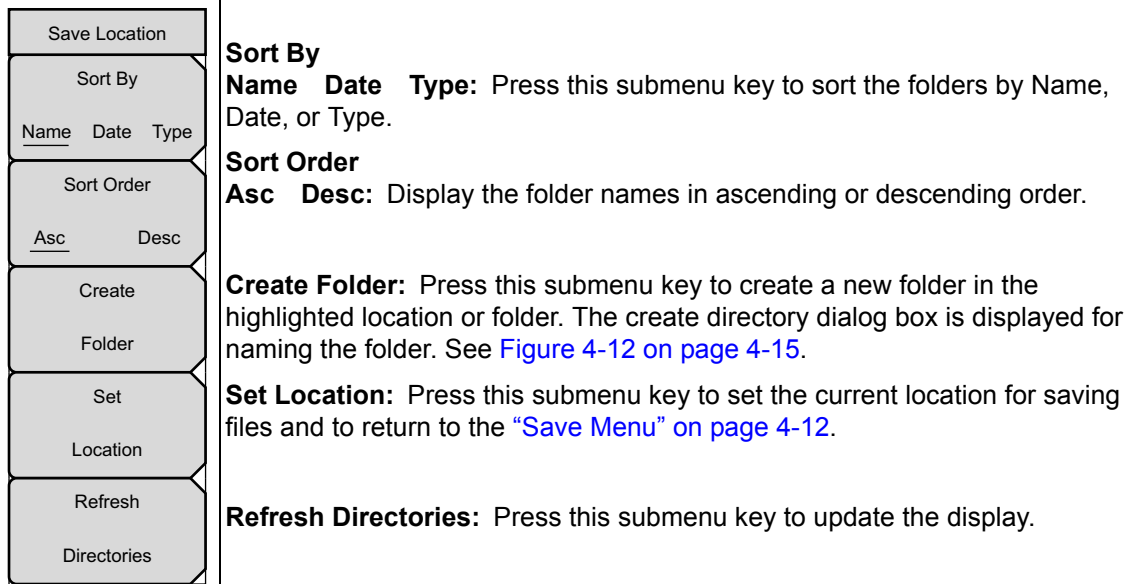 Save Location
Sort By
Name Date Type
Sort Order
Asc Desc
Create
Folder
Set
Location
Refresh
Directories
Sort By
Name Date Type: Press this submenu key to sort the folders by Name,
Date, or Type.
Sort Order
Asc Desc: Display the folder names in ascending or descending order.
Create Folder: Press this submenu key to create a new folder in the
highlighted location or folder. The create directory dialog box is displayed for
naming the folder. See Figure 4-12 on page 4-15.
Set Location: Press this submenu key to set the current location for saving
files and to return to the “Save Menu” on page 4-12.
Refresh Directories: Press this submenu key to update the display.